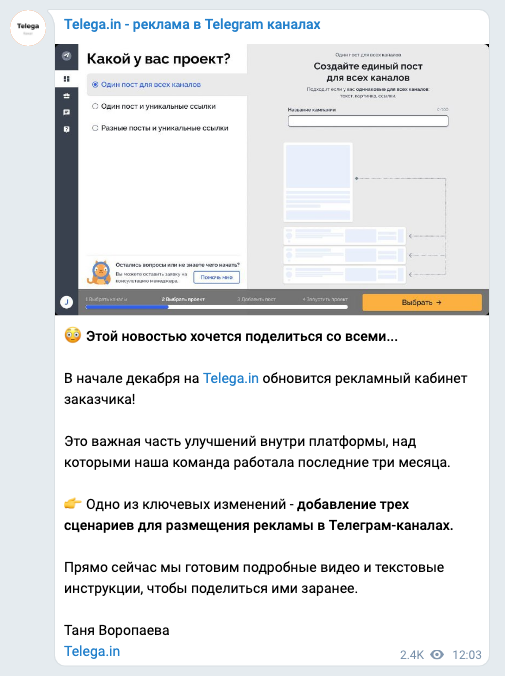 Telega
Telega.in - реклама в Telegram каналах
Какой у вас проект?
Один пост для всех каналов
Один пост и уникальные ссылки
Разные посты и уникальные ссылки
Один пост для всех каналов
Создайте единый пост
для всех каналов
Подходит если у вас одинаковые для всех каналов:
текст, картинка, ссылка
Название кампании
Остались вопросы или не знаете чего начать?
Вы можете оставить заявку на
консультацию менеджера
Помочь мне
J
1 Выбрать каналы
2 Выбрать проект
3 Добавить пост
4 Запустить проект
Выбрать →
😳 Этой новостью хочется поделиться со всеми...
В начале декабря на Telega.in обновится рекламный кабинет
заказчика!
Это важная часть улучшений внутри платформы, над
которыми наша команда работала последние три месяца.
👉 Одно из ключевых изменений - добавление трех
сценариев для размещения рекламы в Телеграм-каналах.
Прямо сейчас мы готовим подробные видео и текстовые
инструкции, чтобы поделиться ими заранее.
Таня Воропаева
Telega.in
2.4K 12:03